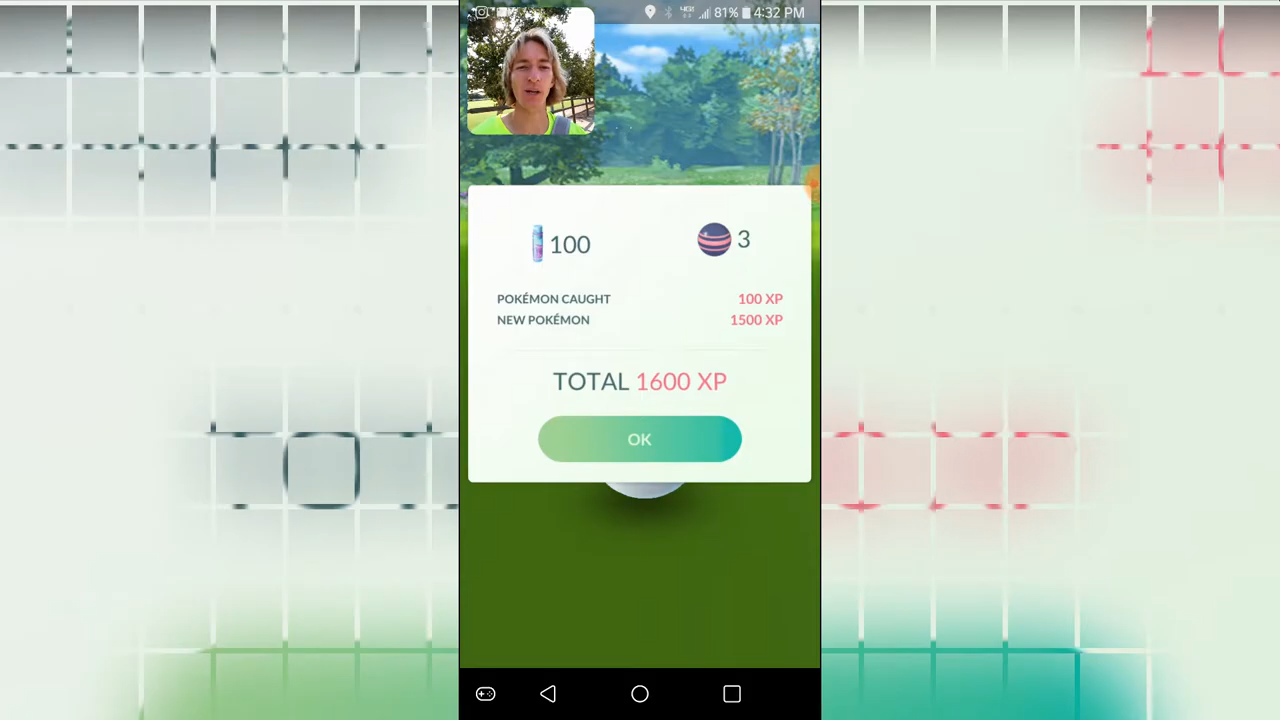 81% 4:32 PM
100
3
POKÉMON CAUGHT 100 XP
NEW POKÉMON 1500 XP
TOTAL 1600 XP
OK